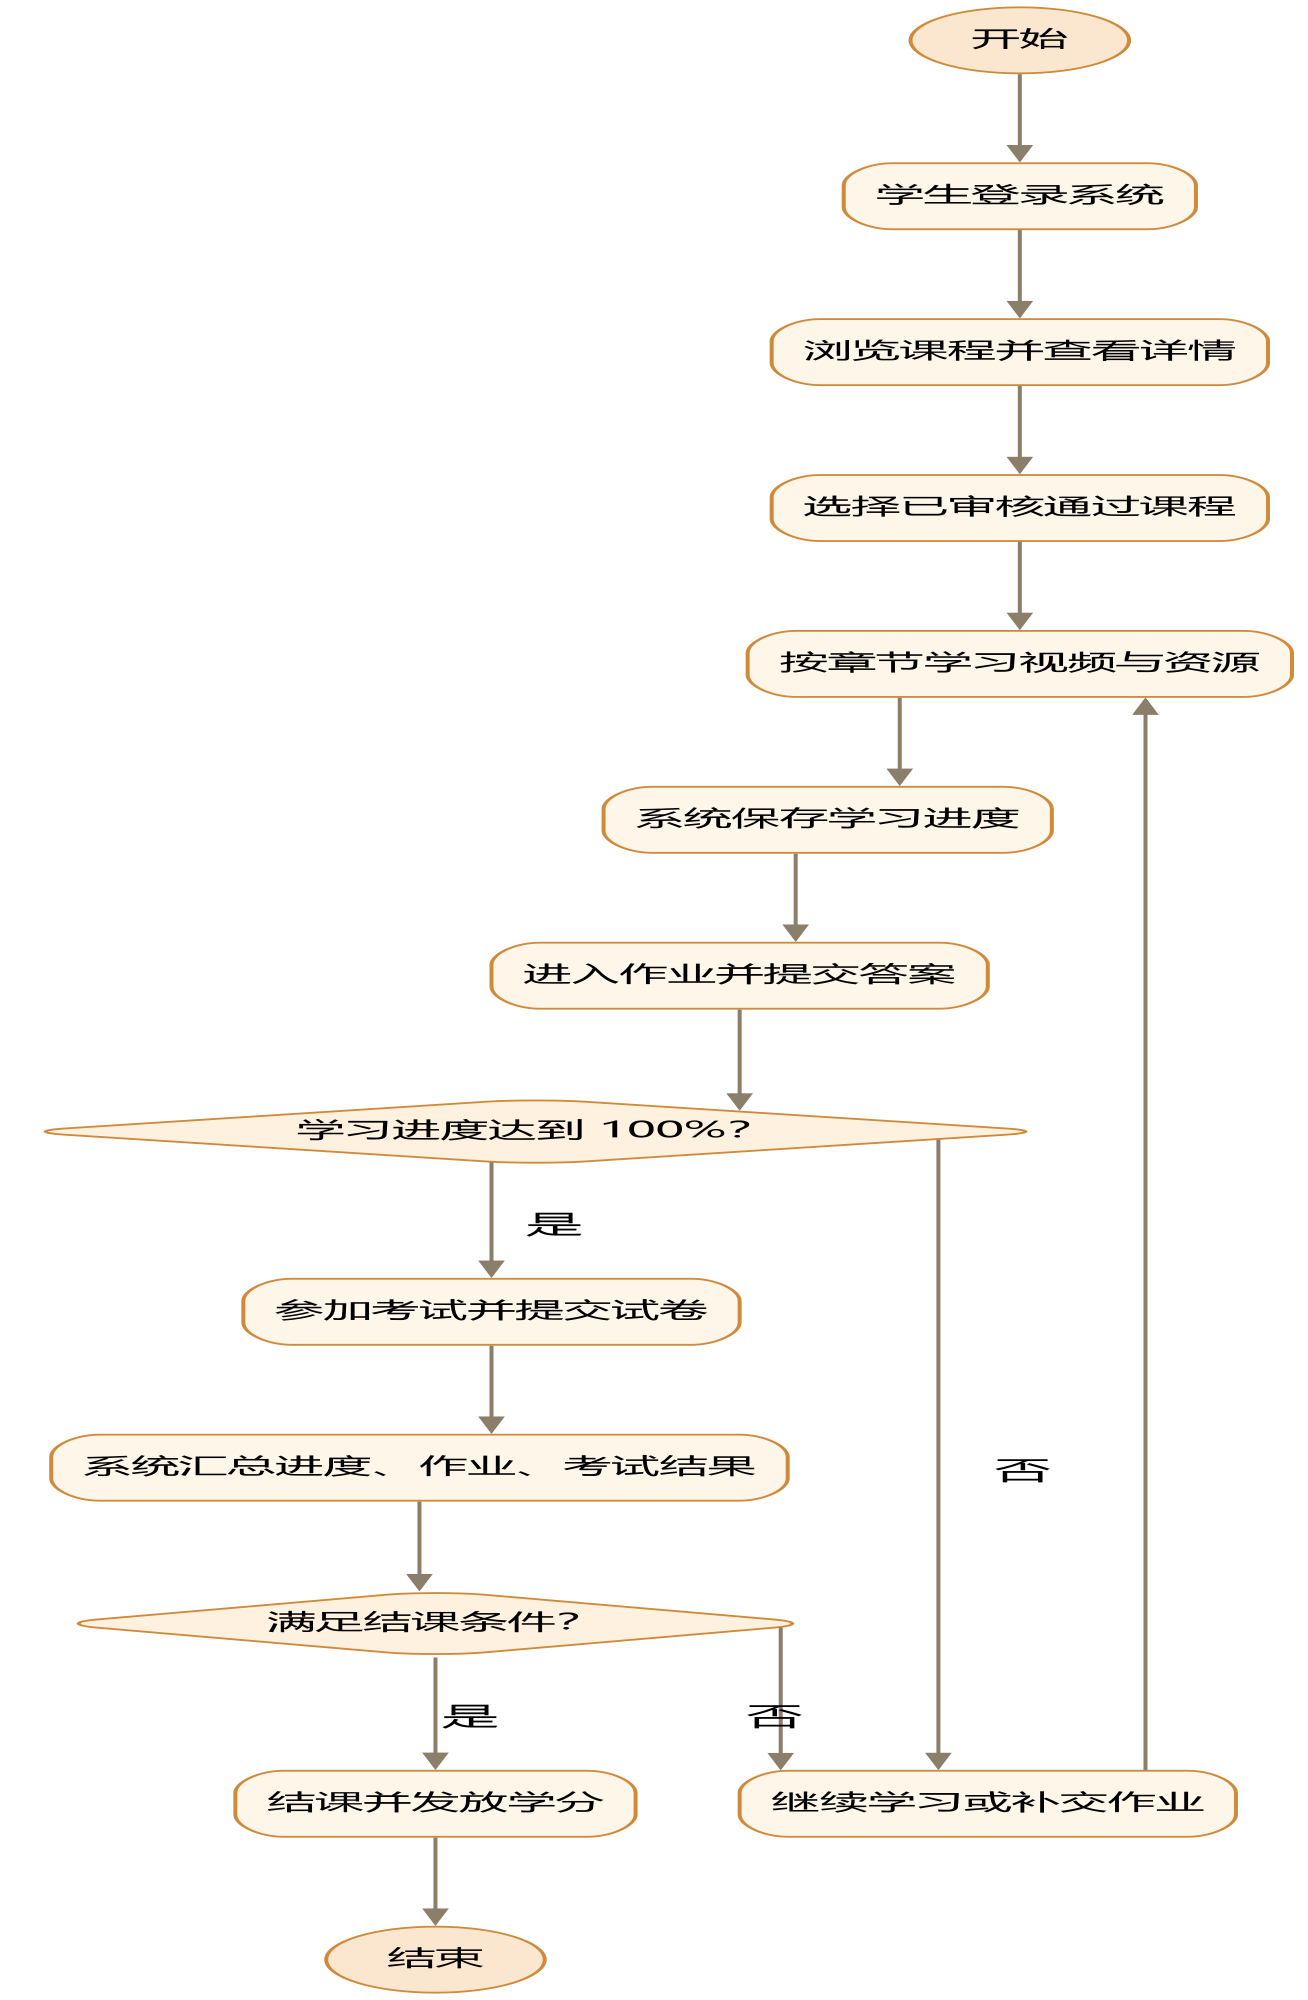 开始
学生登录系统
浏览课程并查看详情
选择已审核通过课程
按章节学习视频与资源
系统保存学习进度
进入作业并提交答案
学习进度达到 100%?
是
参加考试并提交试卷
系统汇总进度、作业、考试结果
否
满足结课条件?
是
否
结课并发放学分
继续学习或补交作业
结束